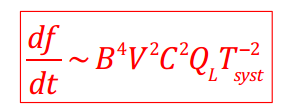 df/dt ~ B⁴V²C²Q_L T_syst⁻²